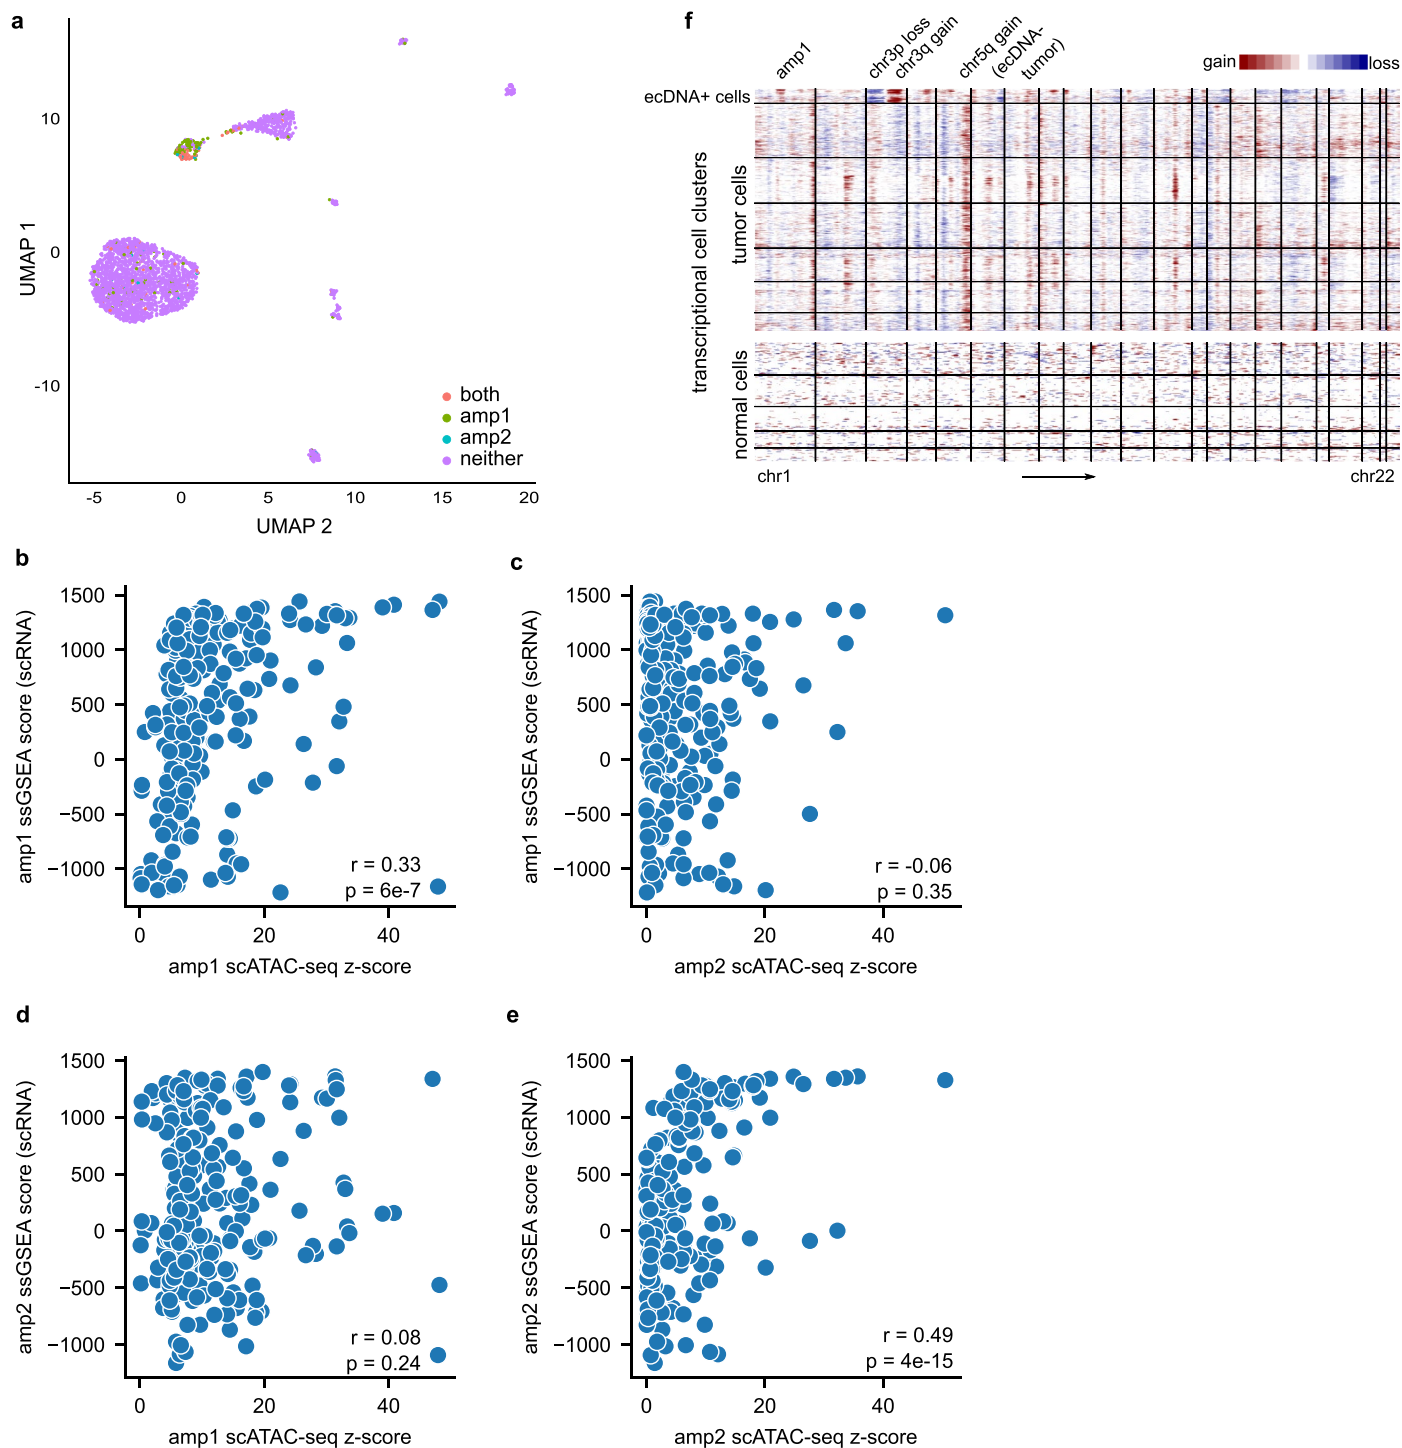 a
10
0
-10
UMAP 1
both
amp1
amp2
neither
-5
0
5
10
15
20
UMAP 2
f
amp1
chr3p loss
chr3q gain
chr5q gain
(ecDNA-
tumor)
gain
loss
ecDNA+ cells
transcriptional cell clusters
tumor cells
normal cells
chr1
chr22
b
1500
1000
500
0
−500
−1000
amp1 ssGSEA score (scRNA)
r = 0.33
p = 6e-7
0
20
40
amp1 scATAC-seq z-score
c
1500
1000
500
0
−500
−1000
amp1 ssGSEA score (scRNA)
r = -0.06
p = 0.35
0
20
40
amp2 scATAC-seq z-score
d
1500
1000
500
0
−500
−1000
amp2 ssGSEA score (scRNA)
r = 0.08
p = 0.24
0
20
40
amp1 scATAC-seq z-score
e
1500
1000
500
0
−500
−1000
amp2 ssGSEA score (scRNA)
r = 0.49
p = 4e-15
0
20
40
amp2 scATAC-seq z-score